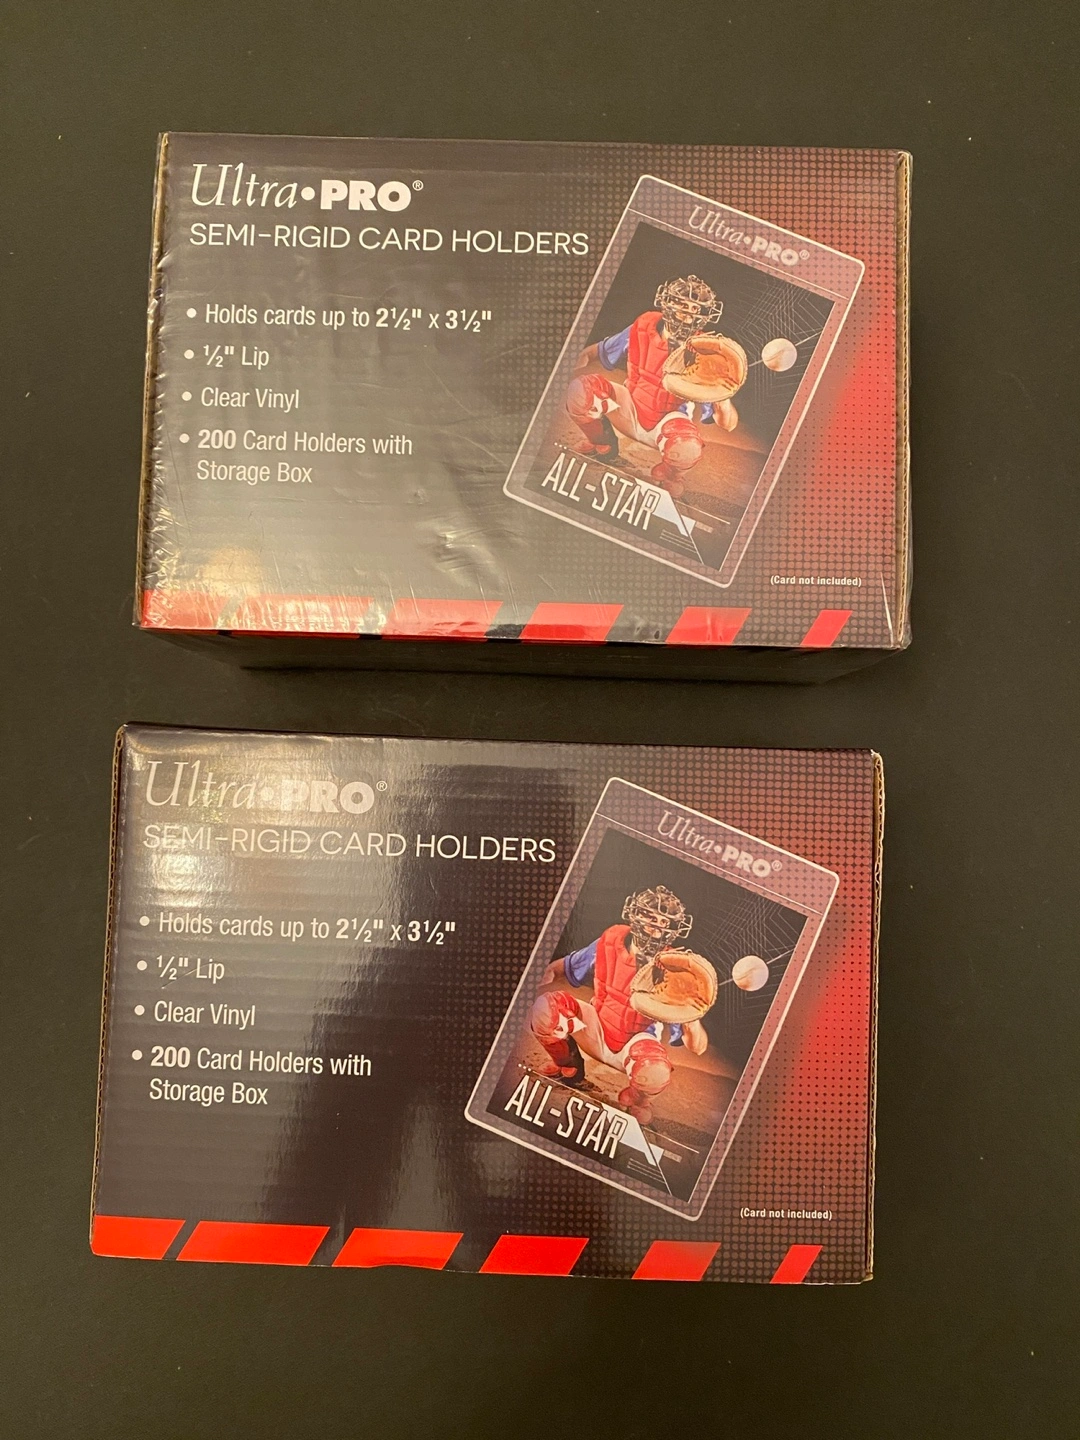 Ultra•PRO®
SEMI-RIGID CARD HOLDERS
• Holds cards up to 2½" x 3½"
• ½" Lip
• Clear Vinyl
• 200 Card Holders with
Storage Box
Ultra•PRO®
ALL-STAR
(Card not included)
Ultra•PRO®
SEMI-RIGID CARD HOLDERS
• Holds cards up to 2½" x 3½"
• ½" Lip
• Clear Vinyl
• 200 Card Holders with
Storage Box
Ultra•PRO®
ALL-STAR
(Card not included)